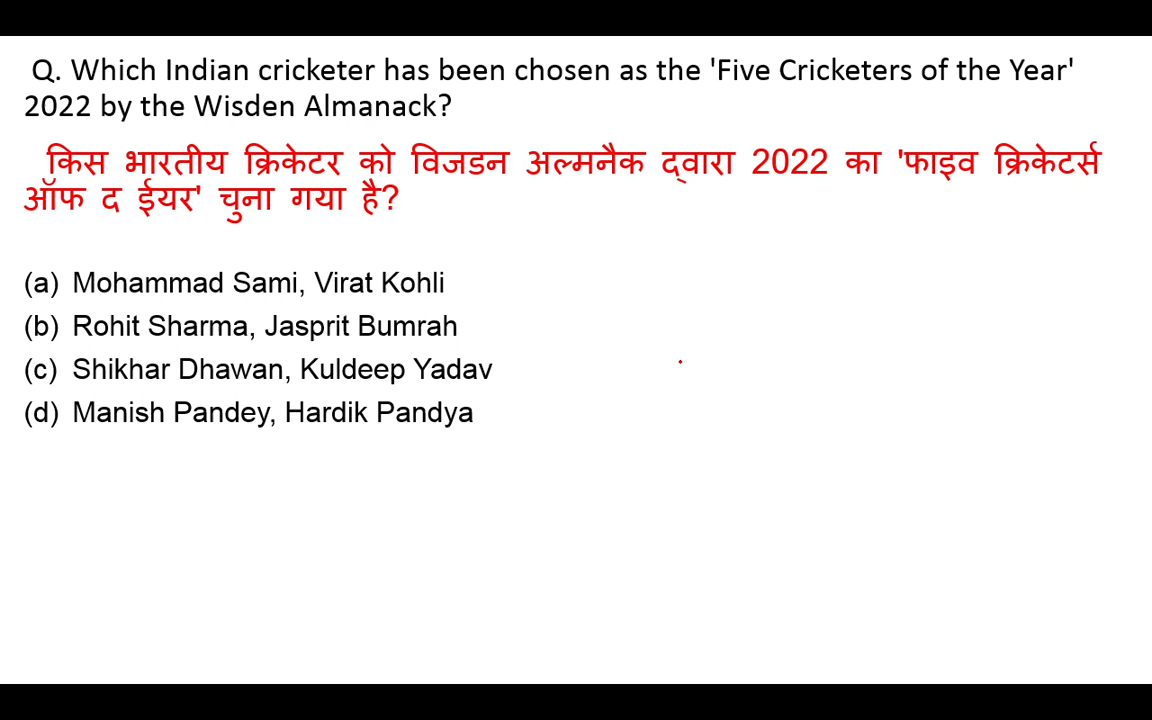 Q. Which Indian cricketer has been chosen as the 'Five Cricketers of the Year'
2022 by the Wisden Almanack?
किस भारतीय क्रिकेटर को विजडन अल्मनैक द्वारा 2022 का 'फाइव क्रिकेटर्स
ऑफ द ईयर' चुना गया है?
(a) Mohammad Sami, Virat Kohli
(b) Rohit Sharma, Jasprit Bumrah
(c) Shikhar Dhawan, Kuldeep Yadav
(d) Manish Pandey, Hardik Pandya